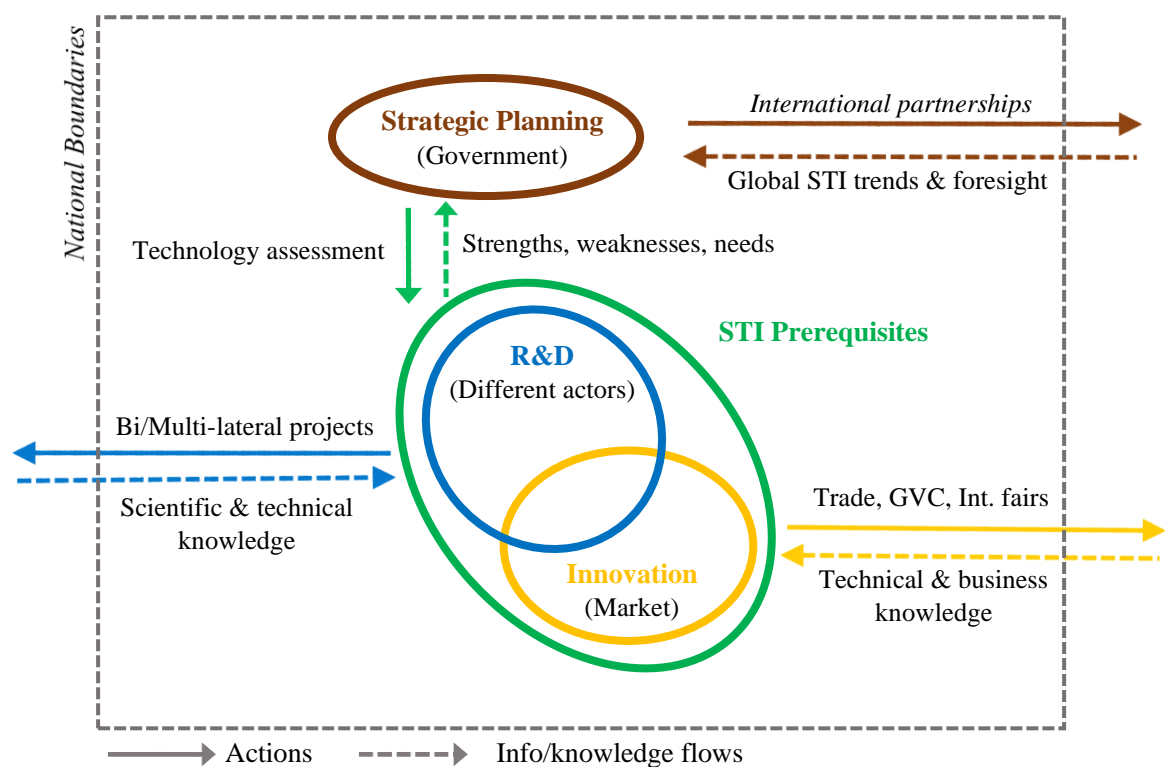 National Boundaries
Strategic Planning
(Government)
International partnerships
Global STI trends & foresight
Technology assessment
Strengths, weaknesses, needs
STI Prerequisites
R&D
(Different actors)
Bi/Multi-lateral projects
Scientific & technical
knowledge
Trade, GVC, Int. fairs
Technical & business
knowledge
Innovation
(Market)
Actions
Info/knowledge flows